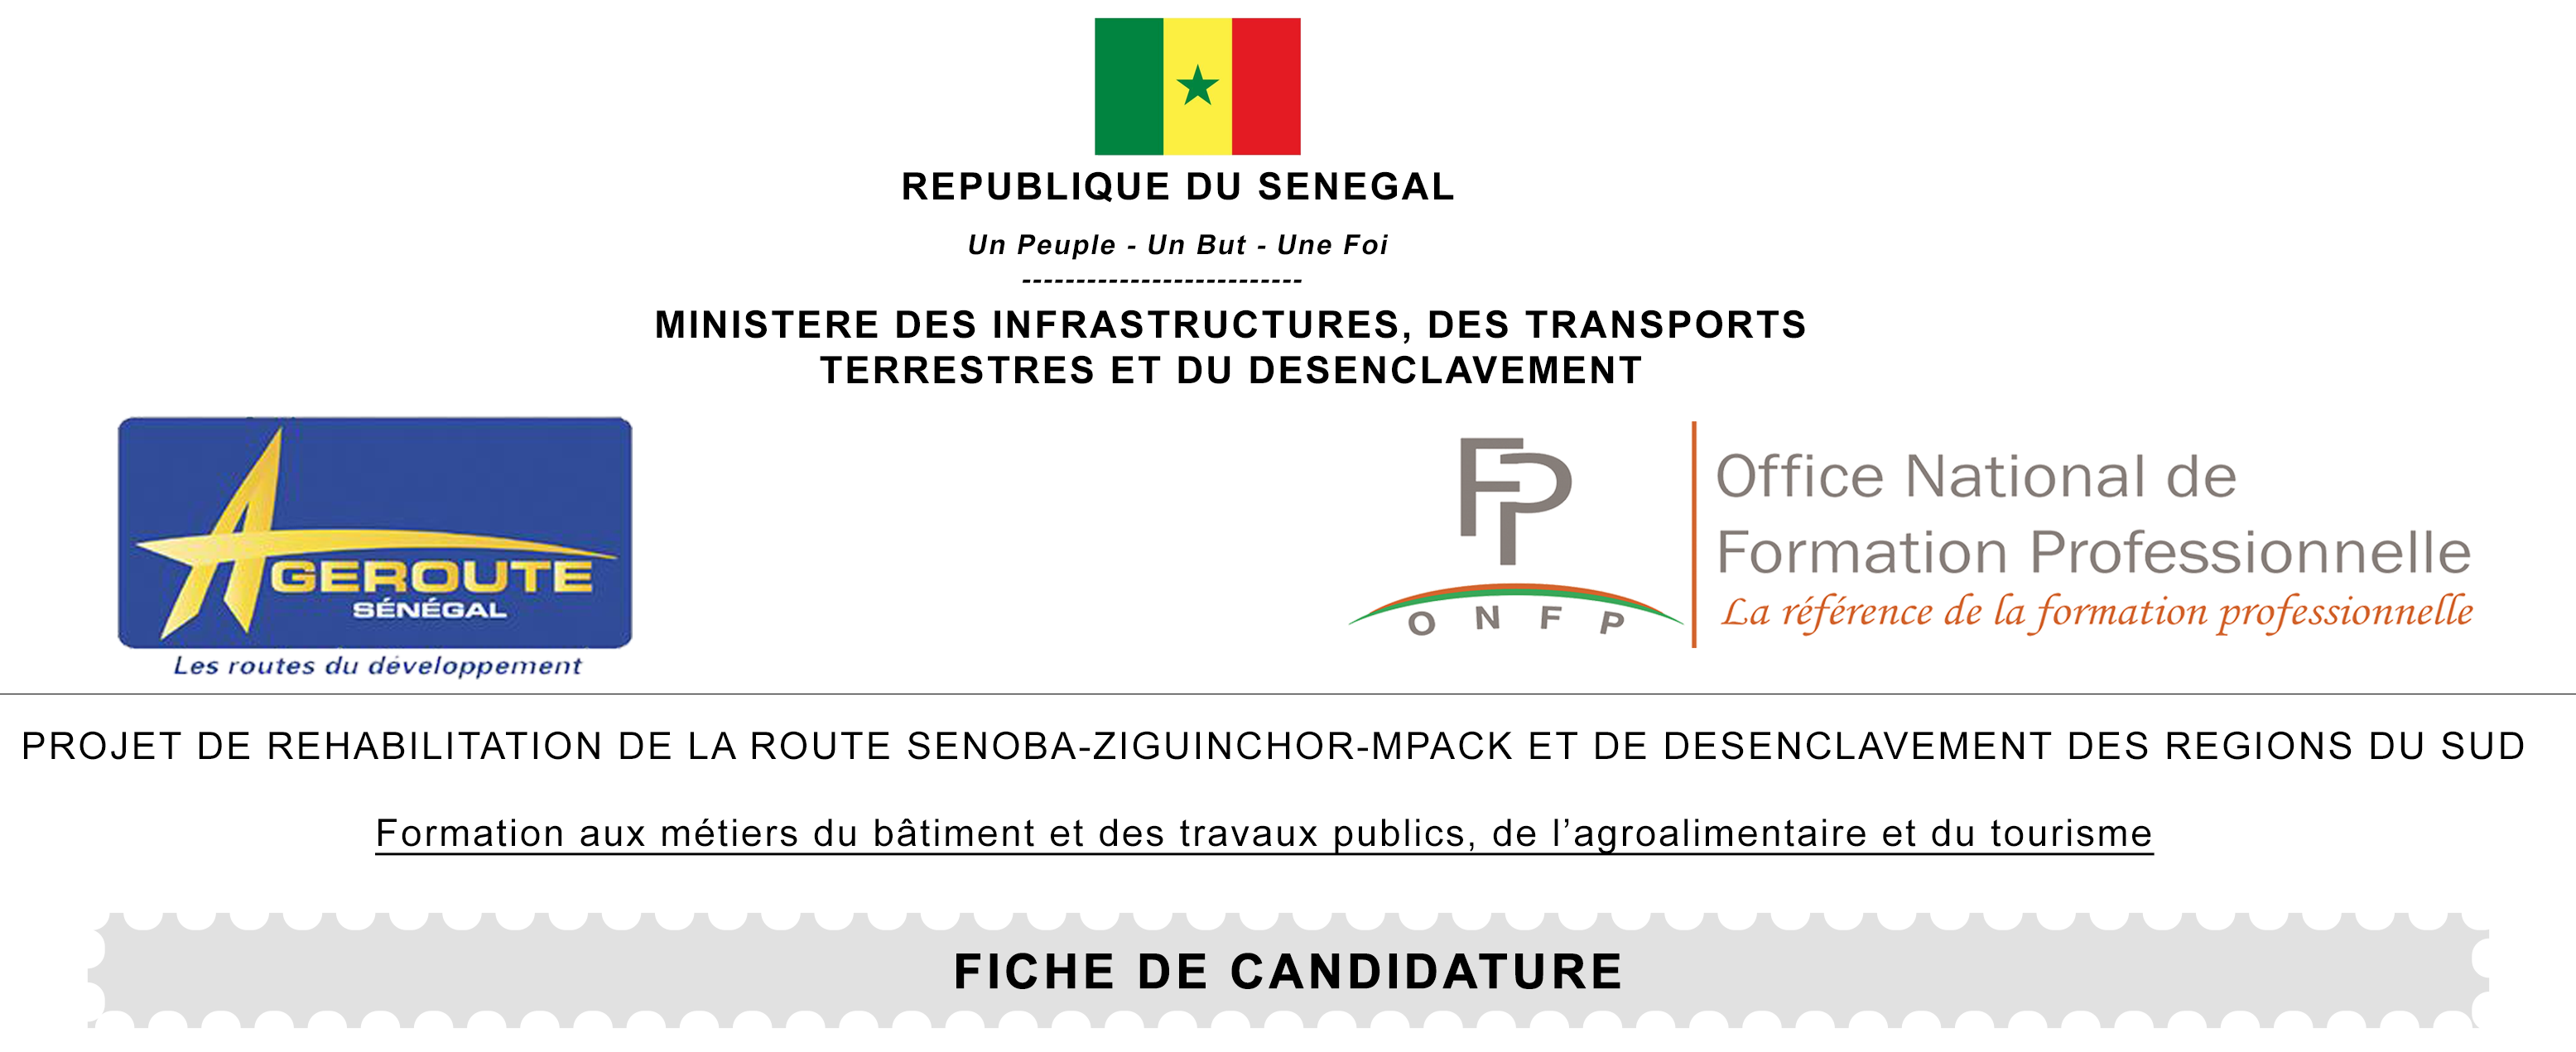 REPUBLIQUE DU SENEGAL
Un Peuple - Un But - Une Foi
--------------------------
MINISTERE DES INFRASTRUCTURES, DES TRANSPORTS
TERRESTRES ET DU DESENCLAVEMENT
AGEROUTE
SÉNÉGAL
Les routes du développement
FP
O N F P
Office National de
Formation Professionnelle
La référence de la formation professionnelle
PROJET DE REHABILITATION DE LA ROUTE SENOBA-ZIGUINCHOR-MPACK ET DE DESENCLAVEMENT DES REGIONS DU SUD
Formation aux métiers du bâtiment et des travaux publics, de l’agroalimentaire et du tourisme
FICHE DE CANDIDATURE